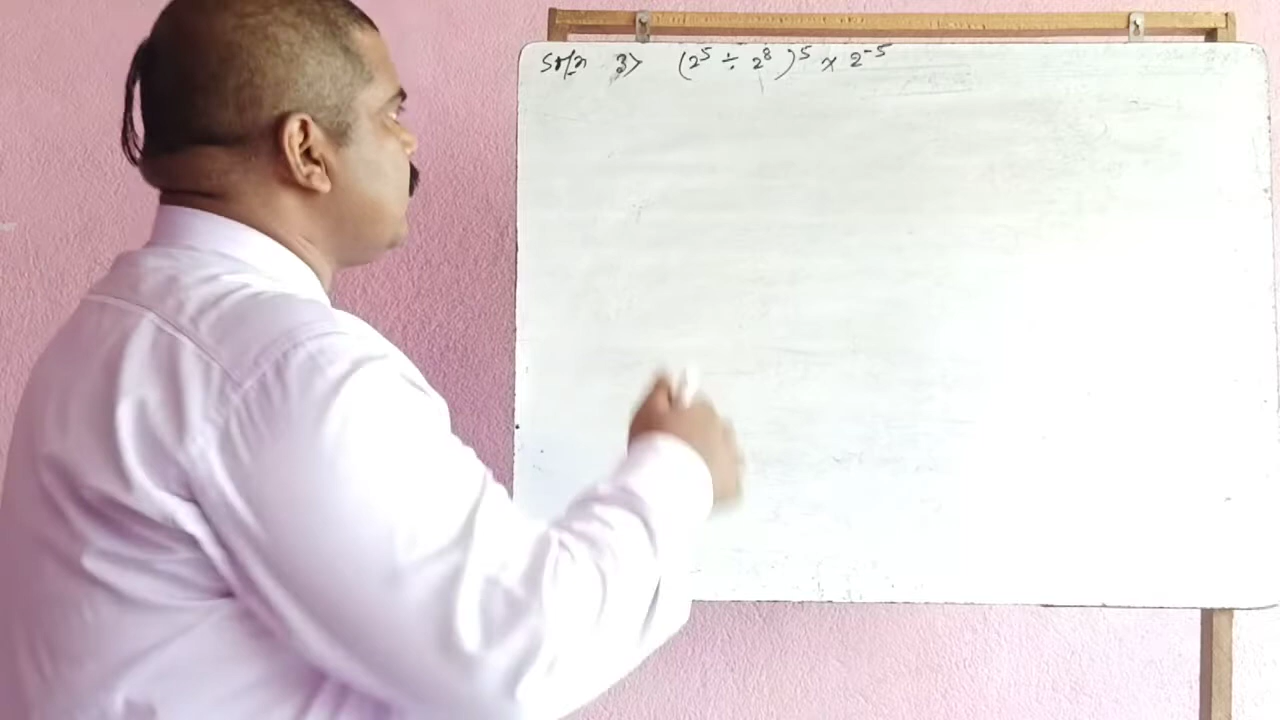 Soln 3> (2⁵ ÷ 2⁸)⁵ × 2⁻⁵